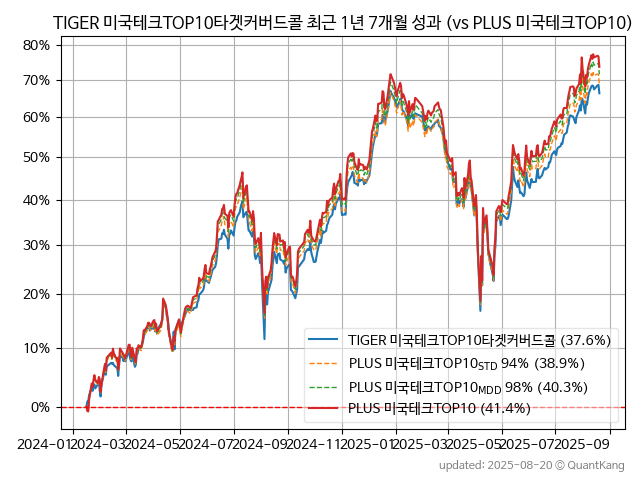 TIGER 미국테크TOP10타겟커버드콜 최근 1년 7개월 성과 (vs PLUS 미국테크TOP10)
80%
70%
60%
50%
40%
30%
20%
10%
0%
TIGER 미국테크TOP10타겟커버드콜 (37.6%)
PLUS 미국테크TOP10STD 94% (38.9%)
PLUS 미국테크TOP10MDD 98% (40.3%)
PLUS 미국테크TOP10 (41.4%)
2024-01 2024-03 2024-05 2024-07 2024-09 2024-11 2025-01 2025-03 2025-05 2025-07 2025-09
updated: 2025-08-20 © QuantKang